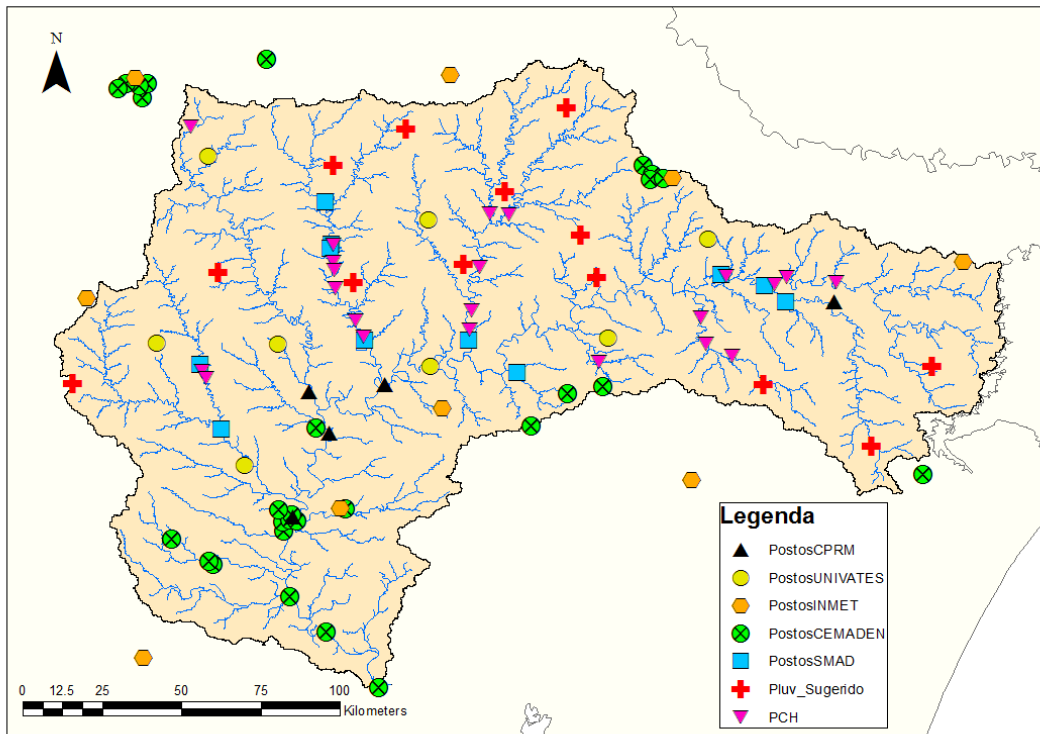 N
Legenda
PostosCPRM
PostosUNIVATES
PostosINMET
PostosCEMADEN
PostosSMAD
Pluv_Sugerido
PCH
0 12.5 25 50 75 100
Kilometers